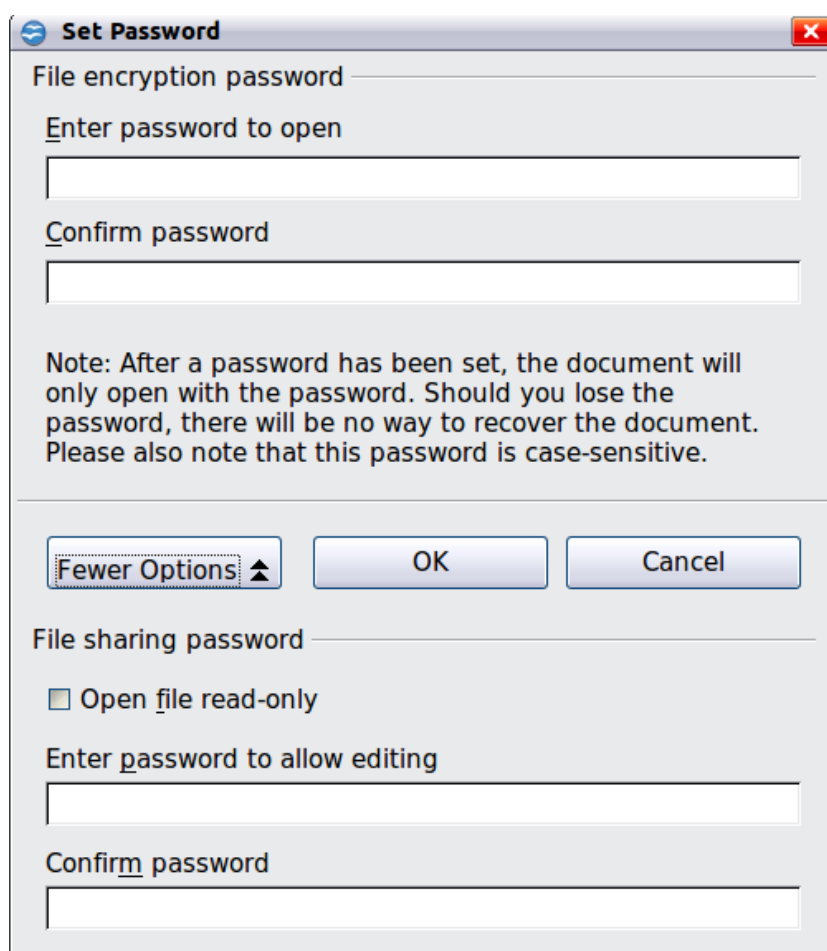 Set Password
File encryption password
Enter password to open
Confirm password
Note: After a password has been set, the document will
only open with the password. Should you lose the
password, there will be no way to recover the document.
Please also note that this password is case-sensitive.
Fewer Options OK Cancel
File sharing password
Open file read-only
Enter password to allow editing
Confirm password